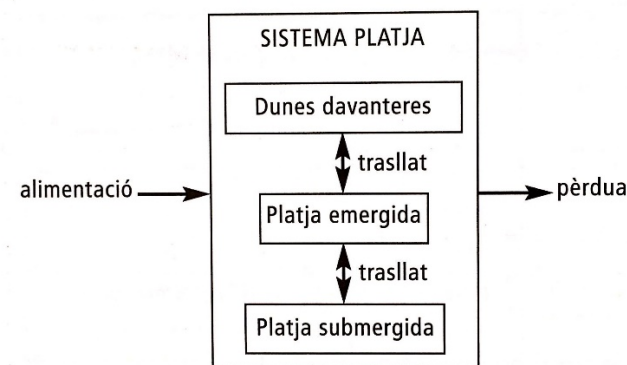 SISTEMA PLATJA
Dunes davanteres
trasllat
alimentació
pèrdua
Platja emergida
trasllat
Platja submergida